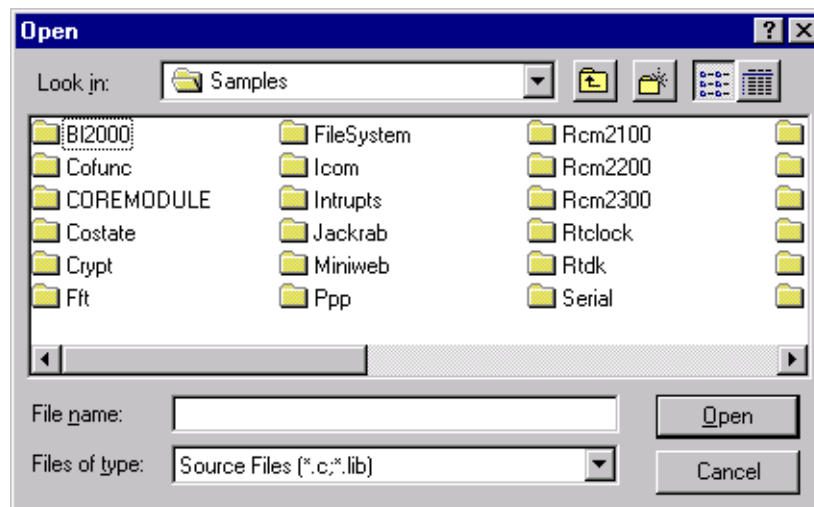 Open
Look in: Samples
BI2000 FileSystem Rcm2100
Cofunc Icom Rcm2200
COREMODULE Intrupts Rcm2300
Costate Jackrab Rtclock
Crypt Miniweb Rtdk
Fft Ppp Serial
File name: Open
Files of type: Source Files (*.c;*.lib) Cancel